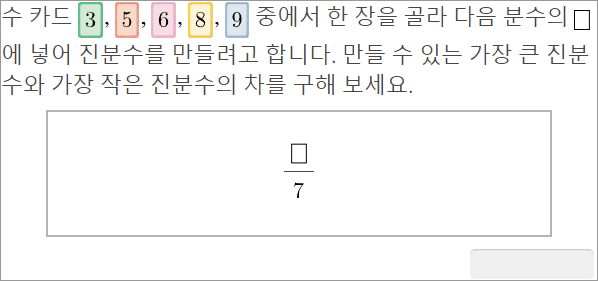 수 카드 3, 5, 6, 8, 9 중에서 한 장을 골라 다음 분수의 □
에 넣어 진분수를 만들려고 합니다. 만들 수 있는 가장 큰 진분
수와 가장 작은 진분수의 차를 구해 보세요.
□
7